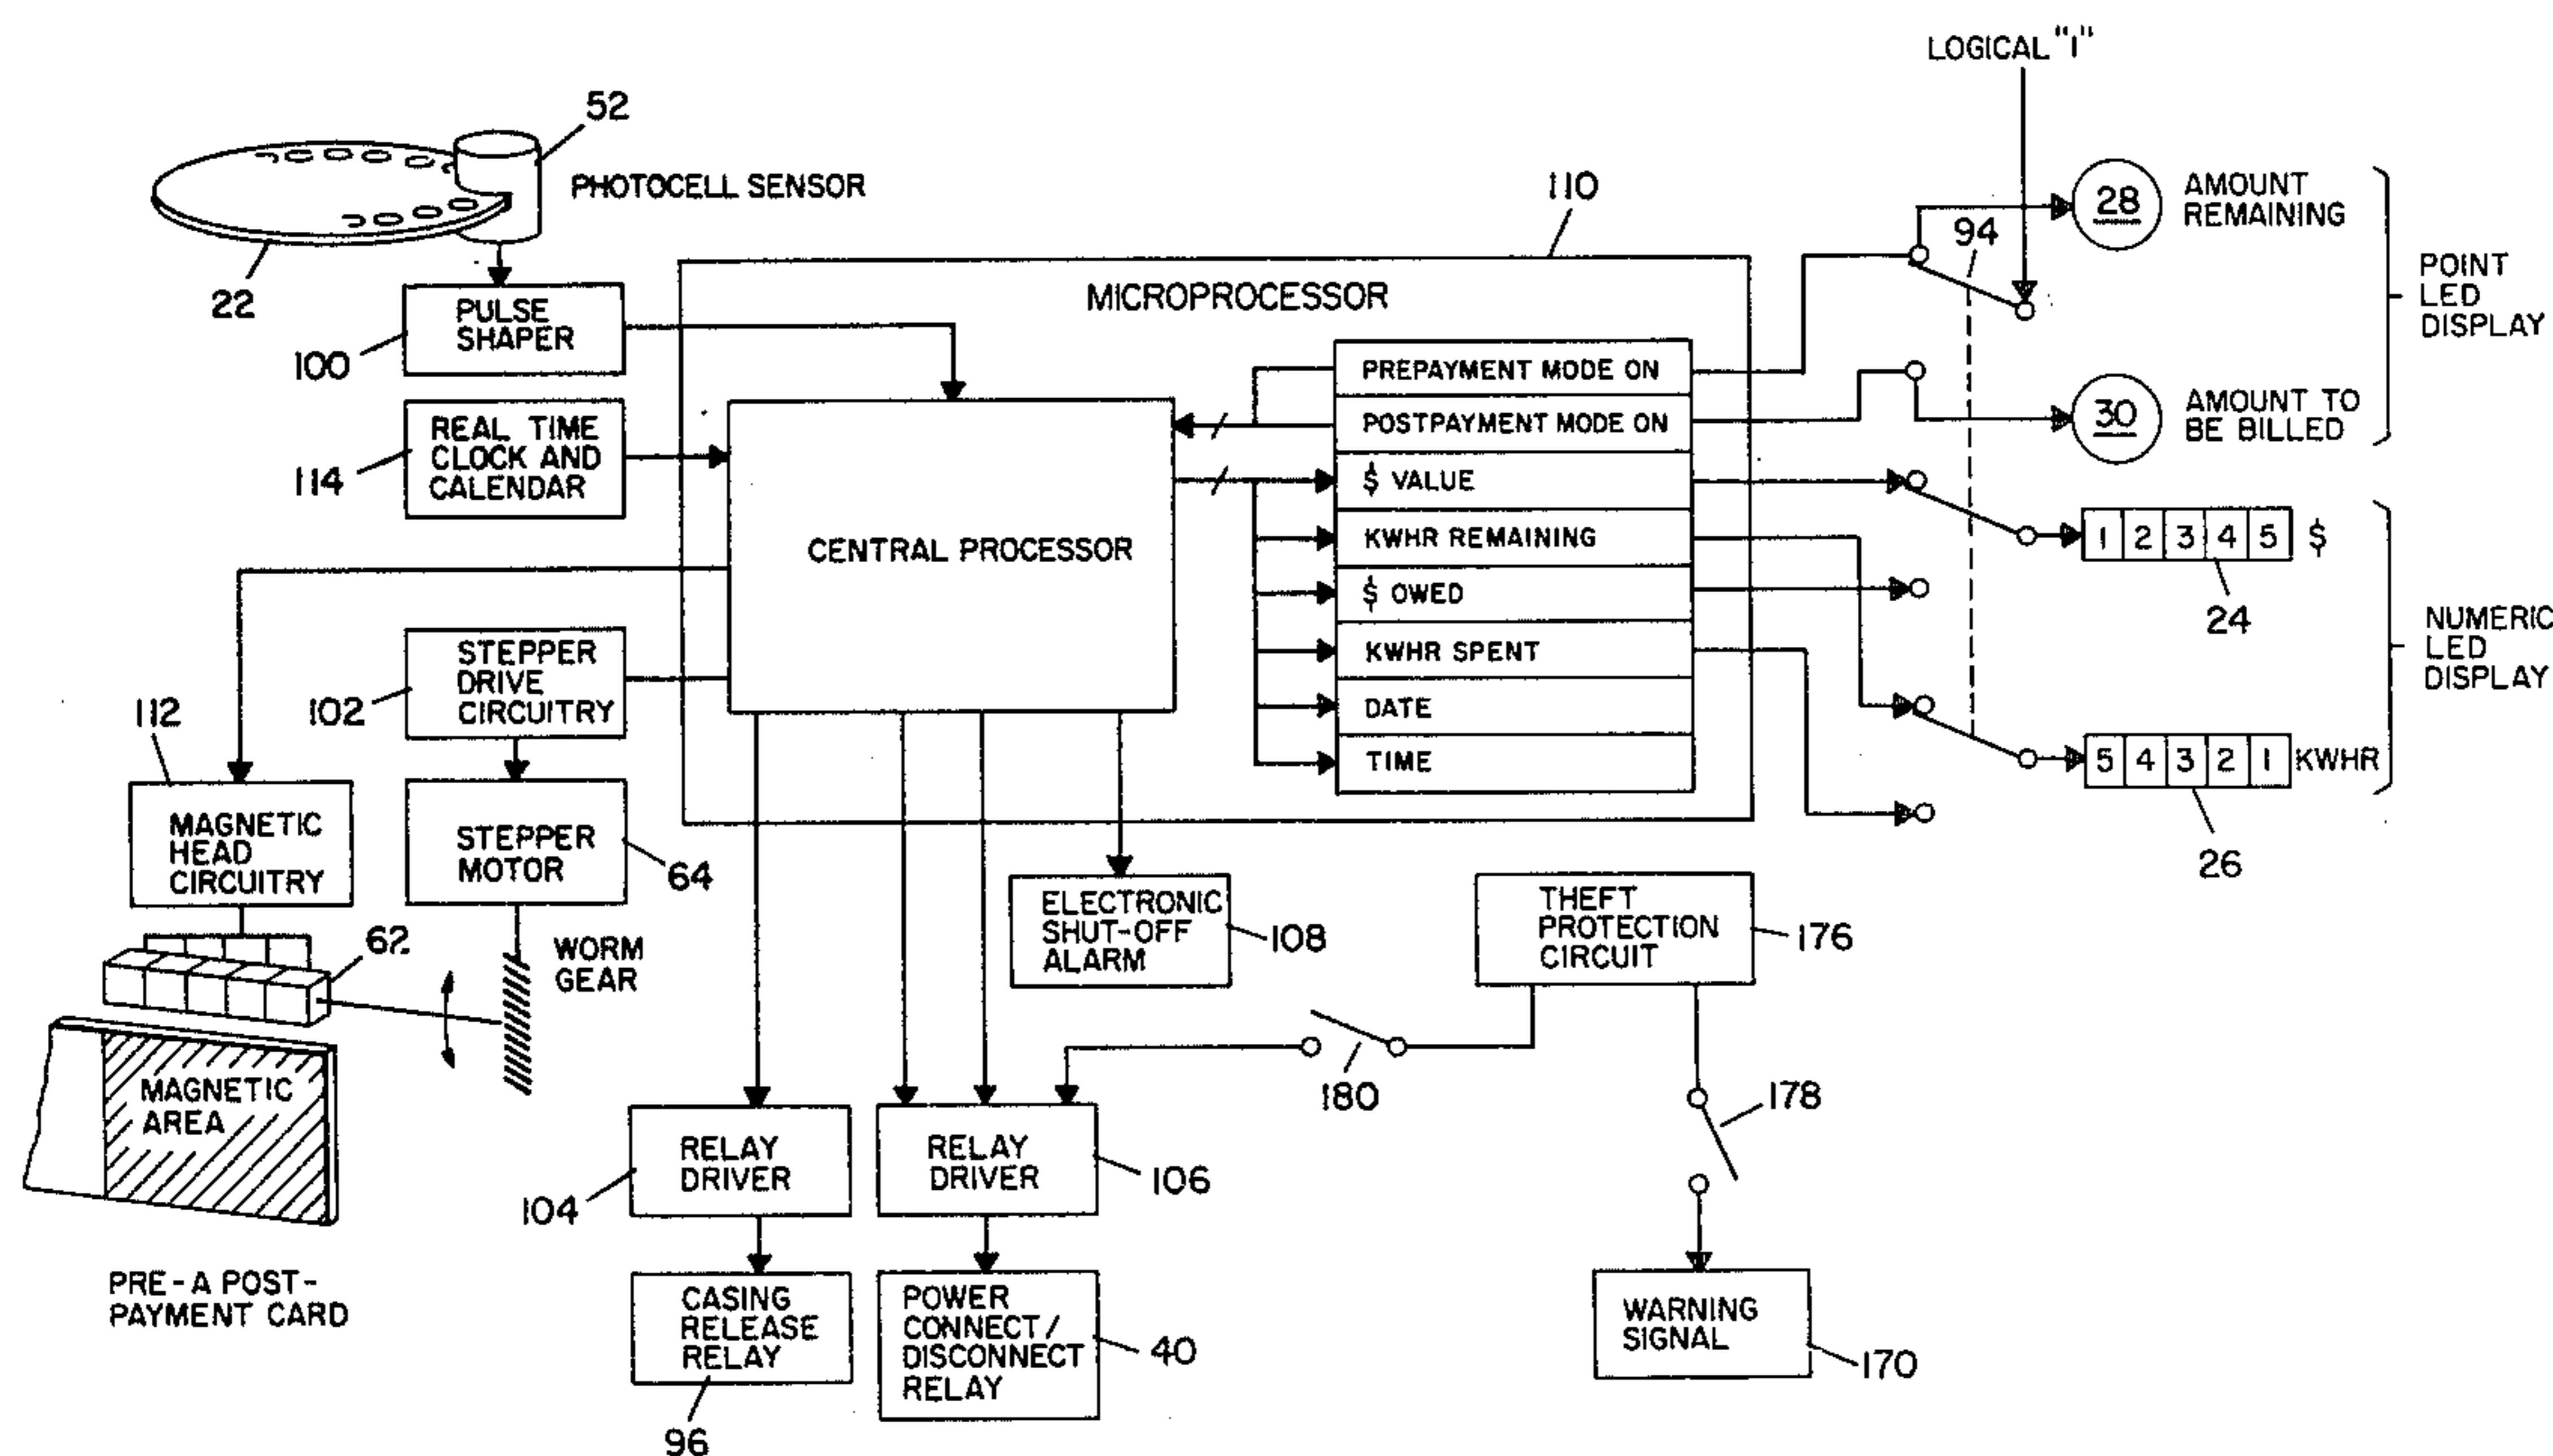 LOGICAL "1"
52
PHOTOCELL SENSOR
22
PULSE
SHAPER
100
REAL TIME
CLOCK AND
CALENDAR
114
110
MICROPROCESSOR
CENTRAL PROCESSOR
PREPAYMENT MODE ON
POSTPAYMENT MODE ON
$ VALUE
KWHR REMAINING
$ OWED
KWHR SPENT
DATE
TIME
94
28
AMOUNT
REMAINING
30
AMOUNT TO
BE BILLED
POINT
LED
DISPLAY
1 2 3 4 5 $
24
5 4 3 2 1 KWHR
26
NUMERIC
LED
DISPLAY
STEPPER
DRIVE
CIRCUITRY
102
112
MAGNETIC
HEAD
CIRCUITRY
STEPPER
MOTOR
64
62
WORM
GEAR
MAGNETIC
AREA
PRE-A POST-
PAYMENT CARD
ELECTRONIC
SHUT-OFF
ALARM
108
THEFT
PROTECTION
CIRCUIT
176
180
178
RELAY
DRIVER
104
RELAY
DRIVER
106
CASING
RELEASE
RELAY
96
POWER
CONNECT/
DISCONNECT
RELAY
40
WARNING
SIGNAL
170